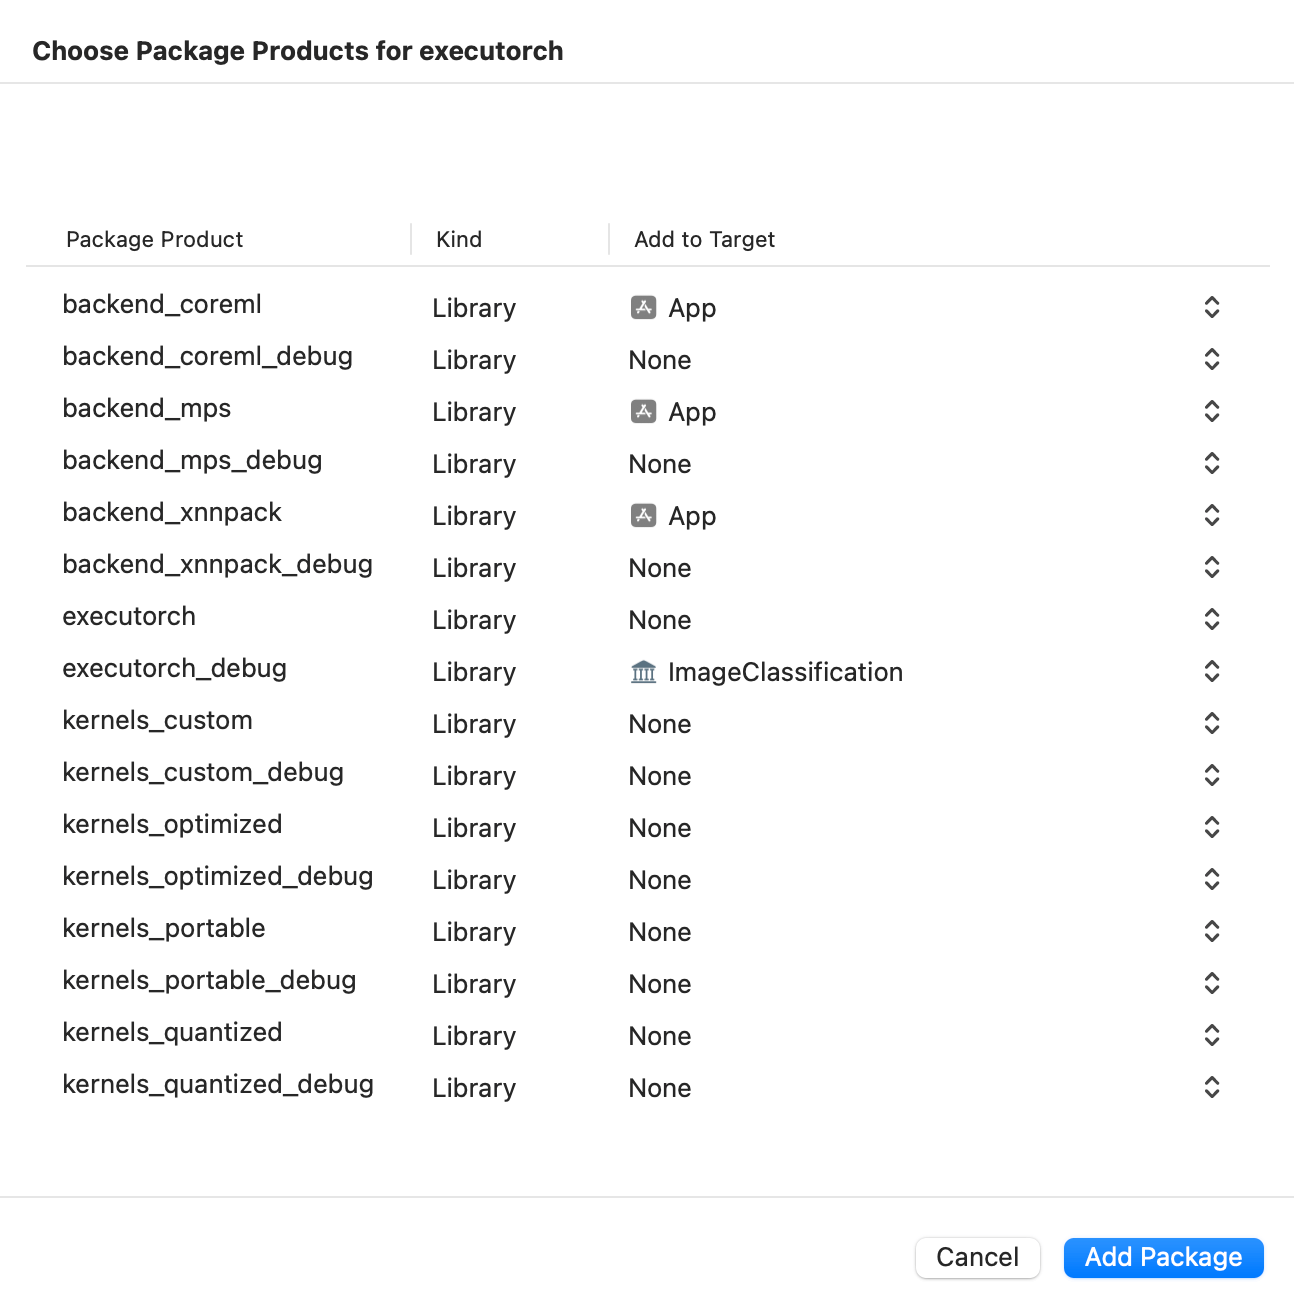 Choose Package Products for executorch
Package Product Kind Add to Target
backend_coreml Library App
backend_coreml_debug Library None
backend_mps Library App
backend_mps_debug Library None
backend_xnnpack Library App
backend_xnnpack_debug Library None
executorch Library None
executorch_debug Library ImageClassification
kernels_custom Library None
kernels_custom_debug Library None
kernels_optimized Library None
kernels_optimized_debug Library None
kernels_portable Library None
kernels_portable_debug Library None
kernels_quantized Library None
kernels_quantized_debug Library None
Cancel Add Package